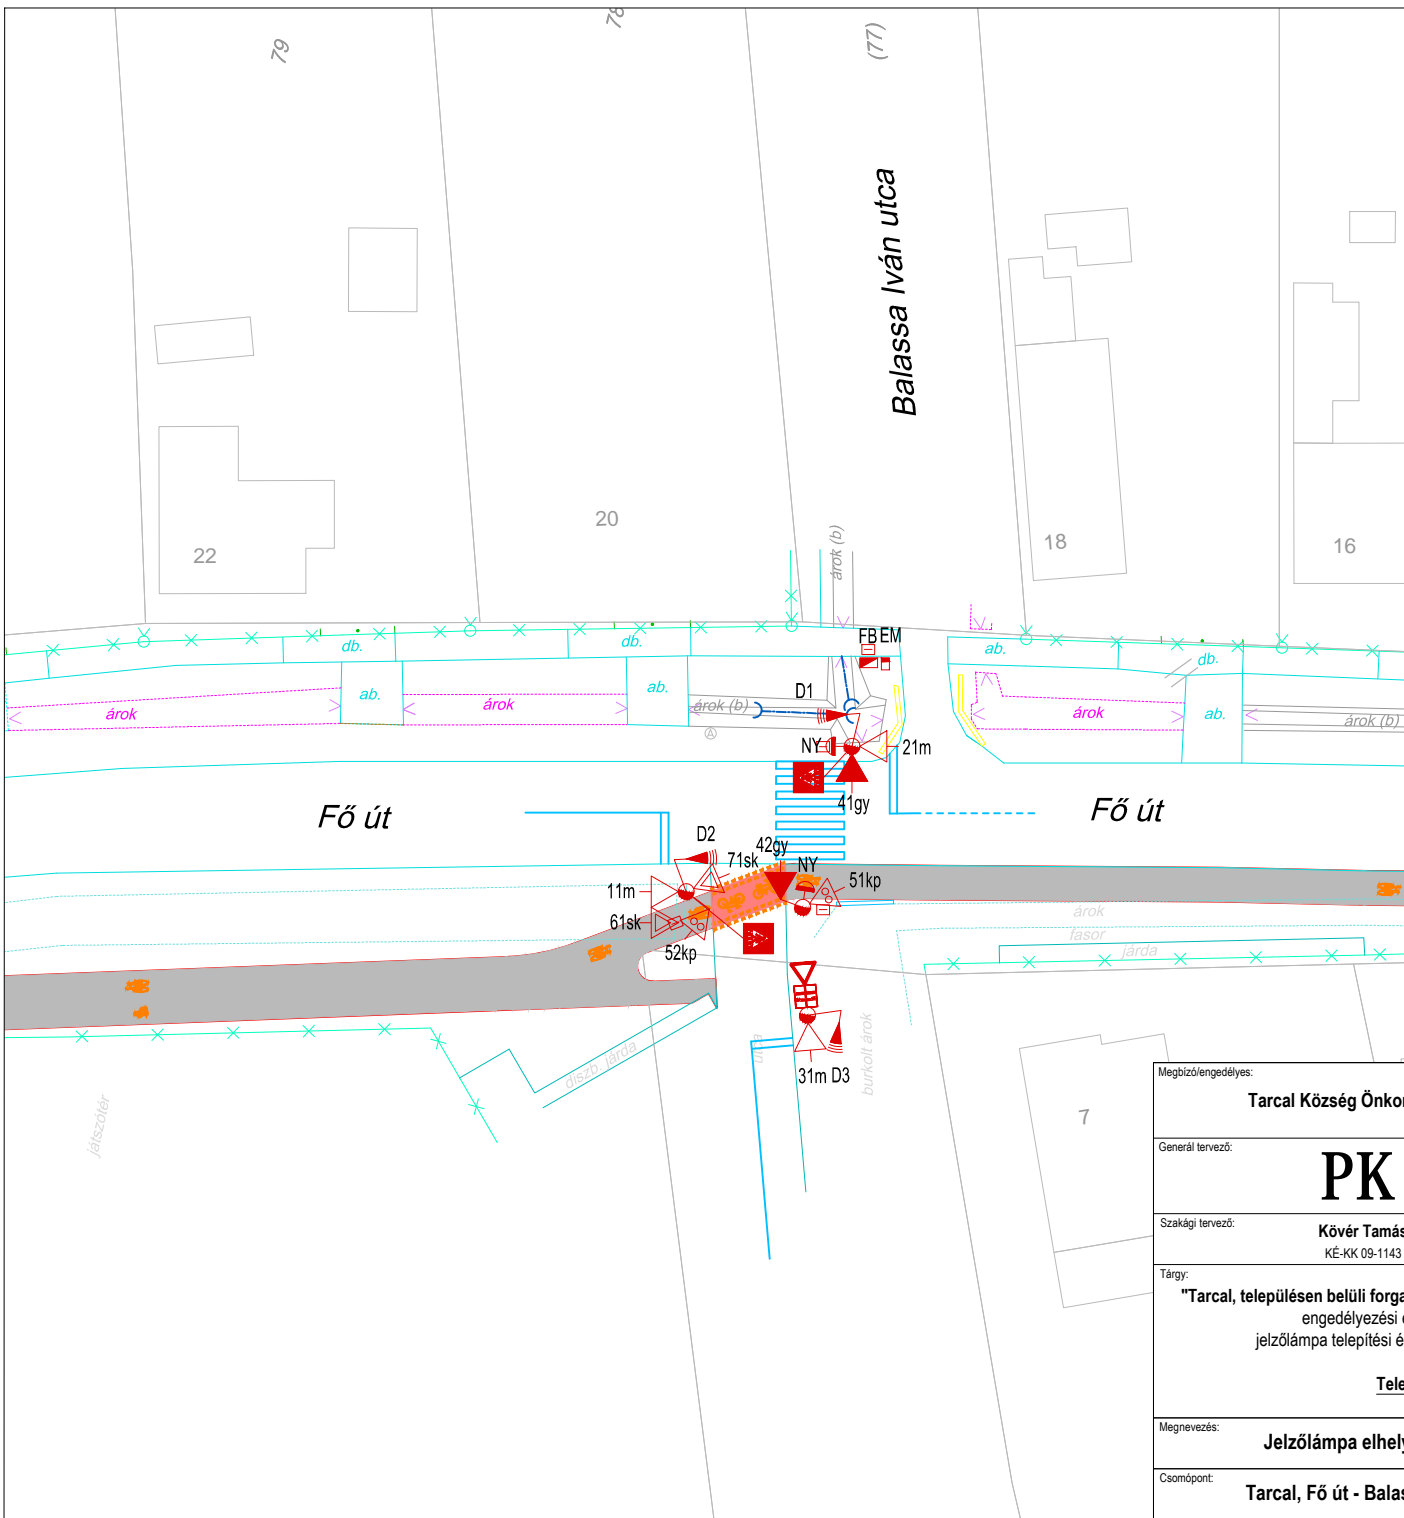 79
78
(77)
Balassa Iván utca
22
20
árok (b)
18
16
FB EM
db.
db.
ab.
db.
ab.
ab.
ab.
árok
árok
árok (b)
D1
árok
árok (b)
A
NY
21m
41gy
Fő út
Fő út
D2
42gy
71sk
NY
51kp
11m
61sk
52kp
árok
fasor
járda
utca
burkolt árok
díszb. járda
játszótér
31m D3
7
Megbízó/engedélyes:
Tarcal Község Önkor
Generál tervező:
PK
Szakági tervező:
Kövér Tamás
KÉ-KK 09-1143
Tárgy:
"Tarcal, településen belüli forga
engedélyezési
jelzőlámpa telepítési é
Tele
Megnevezés:
Jelzőlámpa elhely
Csomópont:
Tarcal, Fő út - Balas